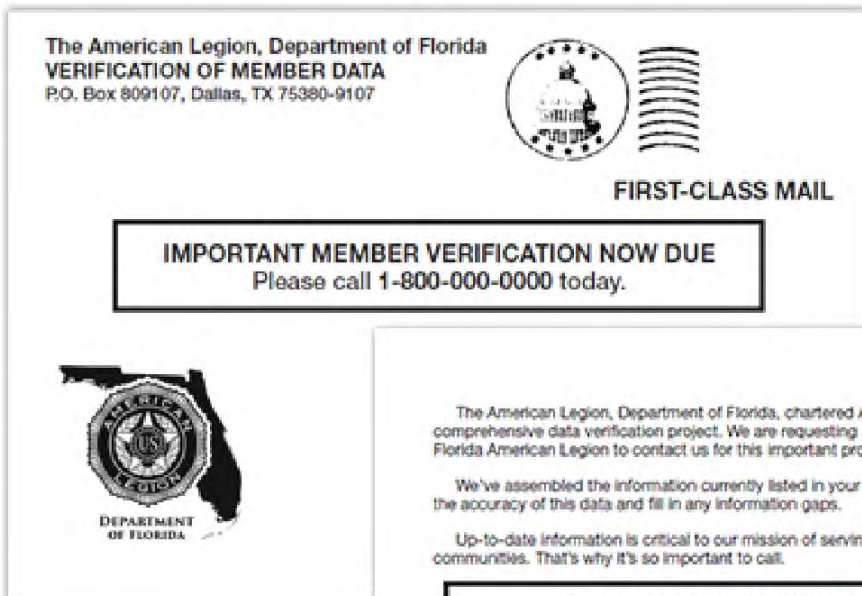 The American Legion, Department of Florida
VERIFICATION OF MEMBER DATA
P.O. Box 809107, Dallas, TX 75380-9107
FIRST-CLASS MAIL
IMPORTANT MEMBER VERIFICATION NOW DUE
Please call 1-800-000-0000 today.
AMERICAN
US
LEGION
DEPARTMENT
OF FLORIDA
The American Legion, Department of Florida, chartered A
comprehensive data verification project. We are requesting
Florida American Legion to contact us for this important pro
We've assembled the information currently listed in your
the accuracy of this data and fill in any information gaps.
Up-to-date information is critical to our mission of servin
communities. That's why it's so important to call.